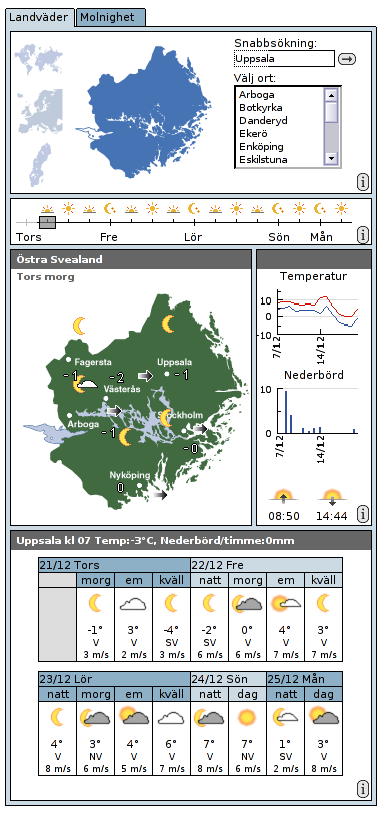 Landväder Molnighet
Snabbsökning:
Uppsala
Välj ort:
Arboga
Botkyrka
Danderyd
Ekerö
Enköping
Eskilstuna
i
Tors Fre Lör Sön Mån
i
Östra Svealand
Tors morg
Fagersta
-1
Uppsala
-1
-2
Västerås
Arboga
-1
Stockholm
-0
Nyköping
0
Temperatur
10
0
-10
7/12 14/12
Nederbörd
10
5
0
7/12 14/12
08:50 14:44
i
Uppsala kl 07 Temp:-3°C, Nederbörd/timme:0mm
21/12 Tors 22/12 Fre
morg em kväll natt morg em kväll
-1° 3° -4° -2° 0° 4° 3°
V V SV SV V V V
3 m/s 2 m/s 3 m/s 6 m/s 6 m/s 7 m/s 7 m/s
23/12 Lör 24/12 Sön 25/12 Mån
natt morg em kväll natt dag natt dag
4° 3° 4° 6° 7° 7° 1° 3°
V NV V V V NV SV V
8 m/s 6 m/s 5 m/s 7 m/s 8 m/s 6 m/s 2 m/s 8 m/s
i